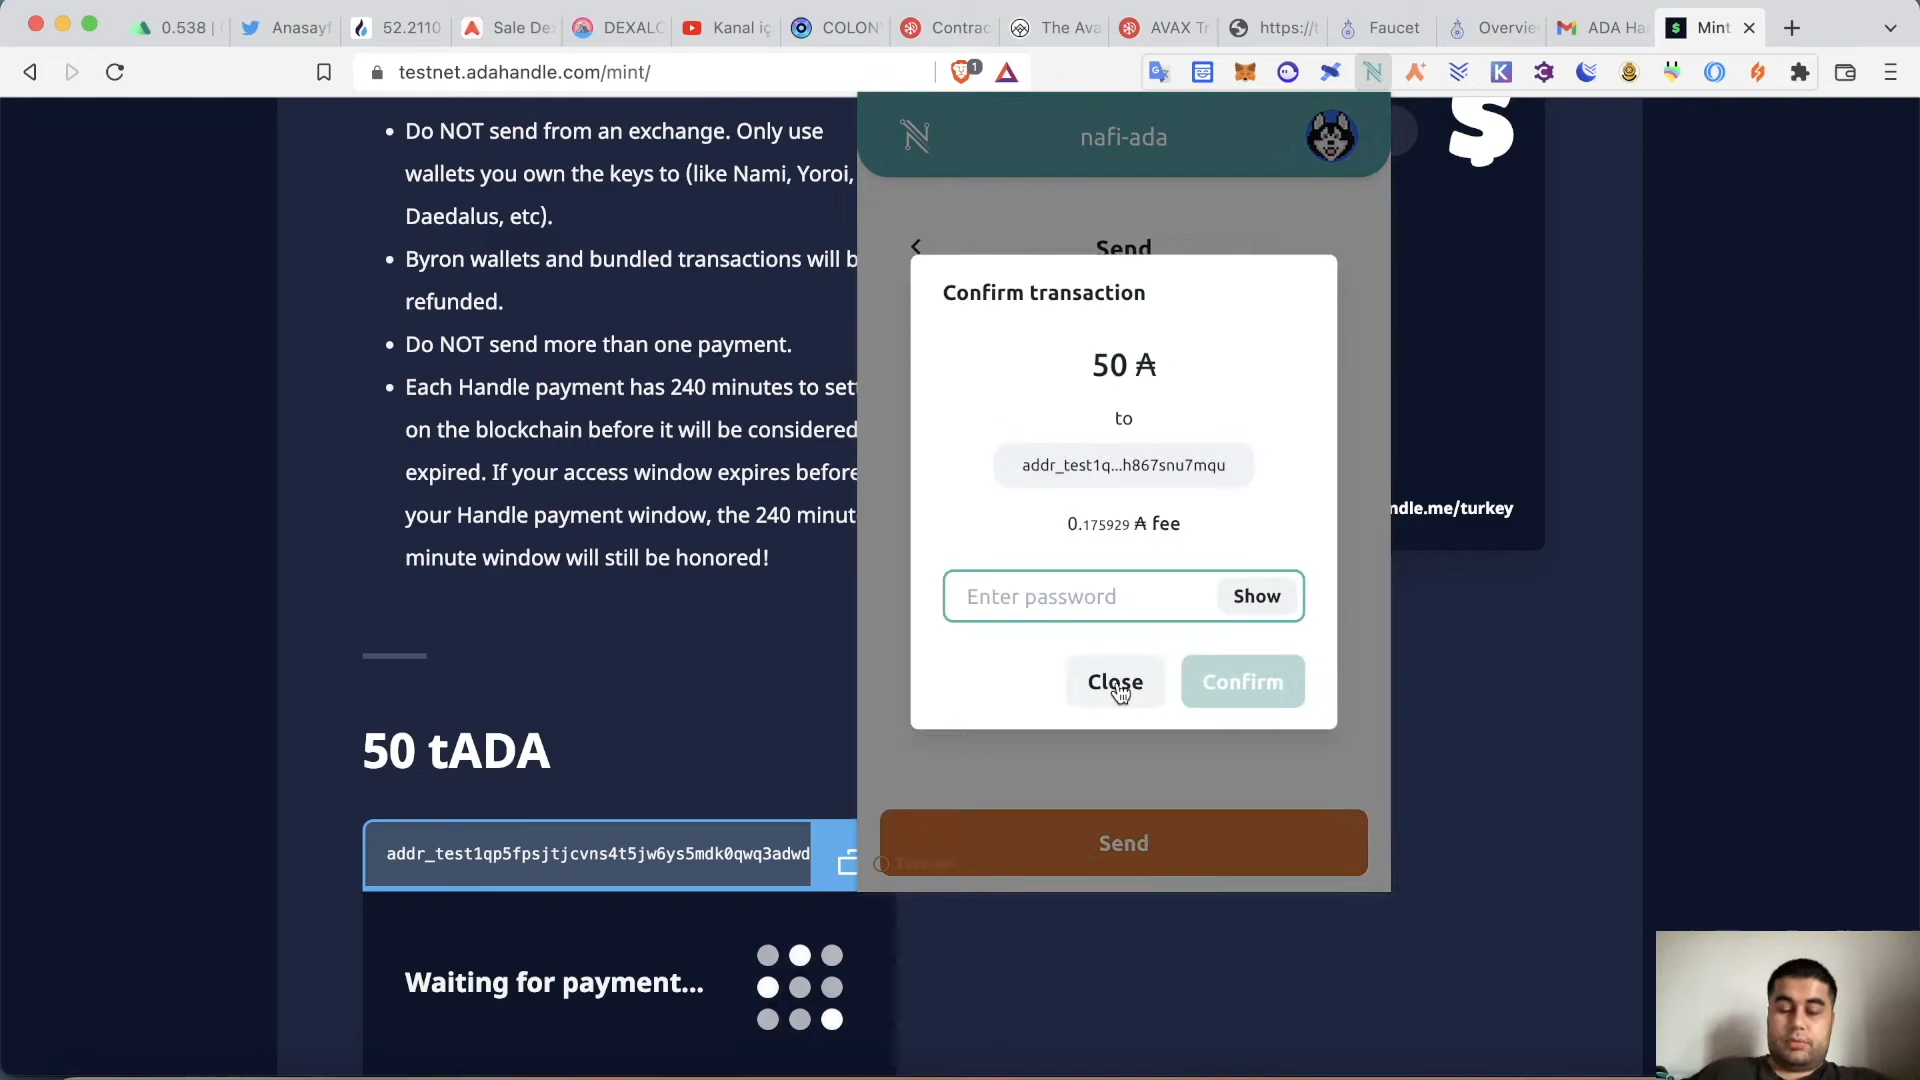 0.538
Anasayf
52.2110
Sale De
DEXALO
Kanal iç
COLON
Contrac
The Ava
AVAX Tr
https://t
Faucet
Overvie
ADA Ha
Mint
testnet.adahandle.com/mint/
1
Do NOT send from an exchange. Only use
wallets you own the keys to (like Nami, Yoroi,
Daedalus, etc).
Byron wallets and bundled transactions will b
refunded.
Do NOT send more than one payment.
Each Handle payment has 240 minutes to set
on the blockchain before it will be considered
expired. If your access window expires before
your Handle payment window, the 240 minut
minute window will still be honored!
50 tADA
addr_test1qp5fpsjtjcvns4t5jw6ys5mdk0qwq3adwd
Waiting for payment...
nafi-ada
Send
Confirm transaction
50 ₳
to
addr_test1q...h867snu7mqu
0.175929 ₳ fee
Enter password
Show
Close
Confirm
Send
$
ndle.me/turkey